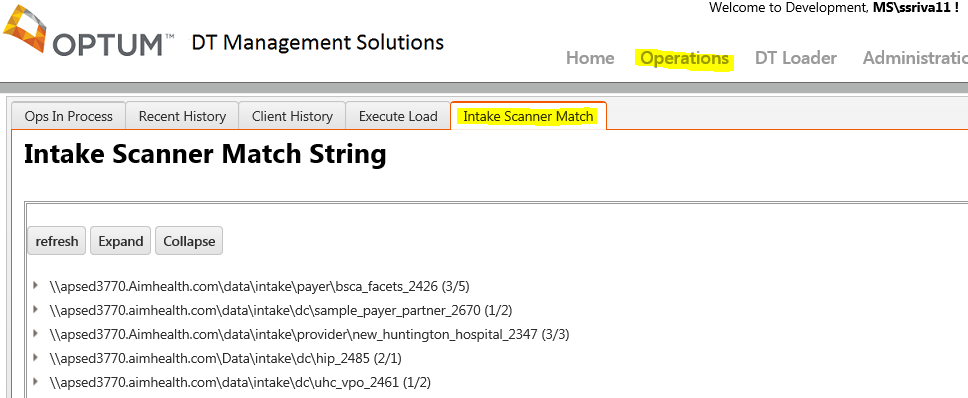 Welcome to Development, MS\ssriva11 !
OPTUM™ DT Management Solutions
Home Operations DT Loader Administratio
Ops In Process Recent History Client History Execute Load Intake Scanner Match
Intake Scanner Match String
refresh Expand Collapse
\\apsed3770.Aimhealth.com\data\intake\payer\bsca_facets_2426 (3/5)
\\apsed3770.aimhealth.com\data\intake\dc\sample_payer_partner_2670 (1/2)
\\apsed3770.Aimhealth.com\data\intake\provider\new_huntington_hospital_2347 (3/3)
\\apsed3770.aimhealth.com\Data\intake\dc\hip_2485 (2/1)
\\apsed3770.aimhealth.com\data\intake\dc\uhc_vpo_2461 (1/2)